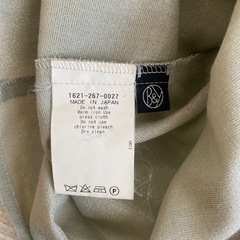 1621-267-0027
MADE IN JAPAN
Do not wash
Warm iron Use
press cloth
Do not use
chlorine bleach
Dry clean
P
R&Y